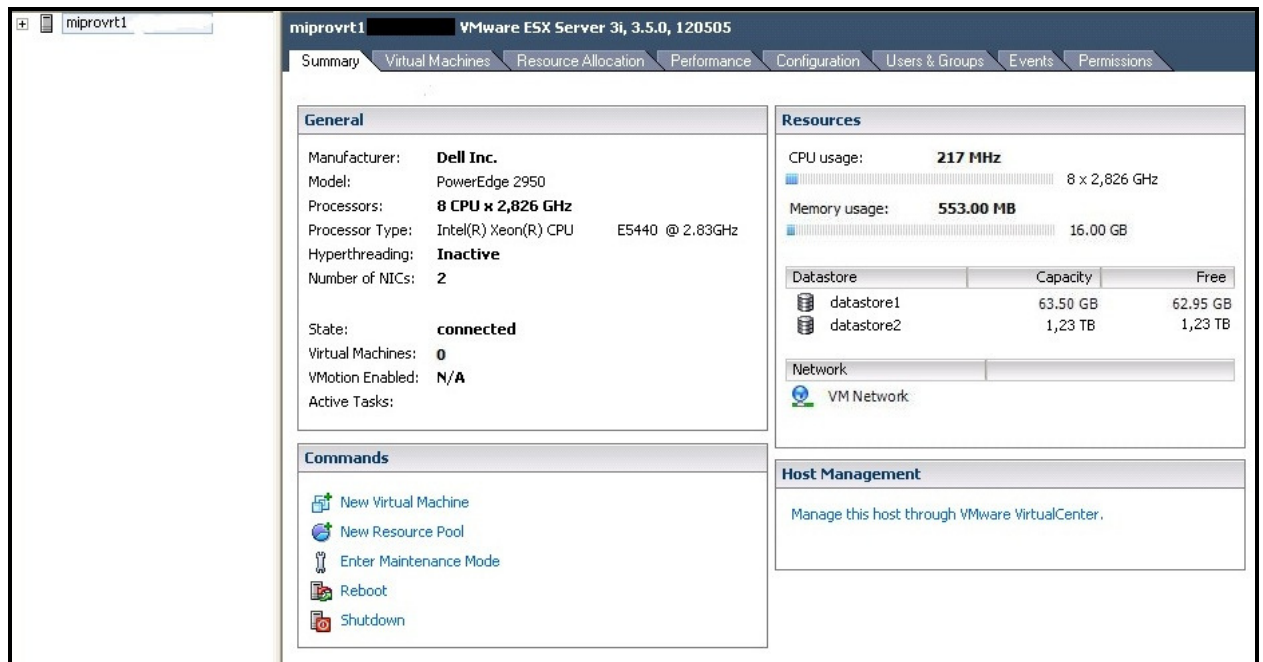 miprovrt1
miprovrt1 VMware ESX Server 3i, 3.5.0, 120505
Summary Virtual Machines Resource Allocation Performance Configuration Users & Groups Events Permissions
General
Manufacturer: Dell Inc.
Model: PowerEdge 2950
Processors: 8 CPU x 2,826 GHz
Processor Type: Intel(R) Xeon(R) CPU E5440 @ 2.83GHz
Hyperthreading: Inactive
Number of NICs: 2
State: connected
Virtual Machines: 0
VMotion Enabled: N/A
Active Tasks:
Commands
New Virtual Machine
New Resource Pool
Enter Maintenance Mode
Reboot
Shutdown
Resources
CPU usage: 217 MHz
8 x 2,826 GHz
Memory usage: 553.00 MB
16.00 GB
Datastore Capacity Free
datastore1 63.50 GB 62.95 GB
datastore2 1,23 TB 1,23 TB
Network
VM Network
Host Management
Manage this host through VMware VirtualCenter.